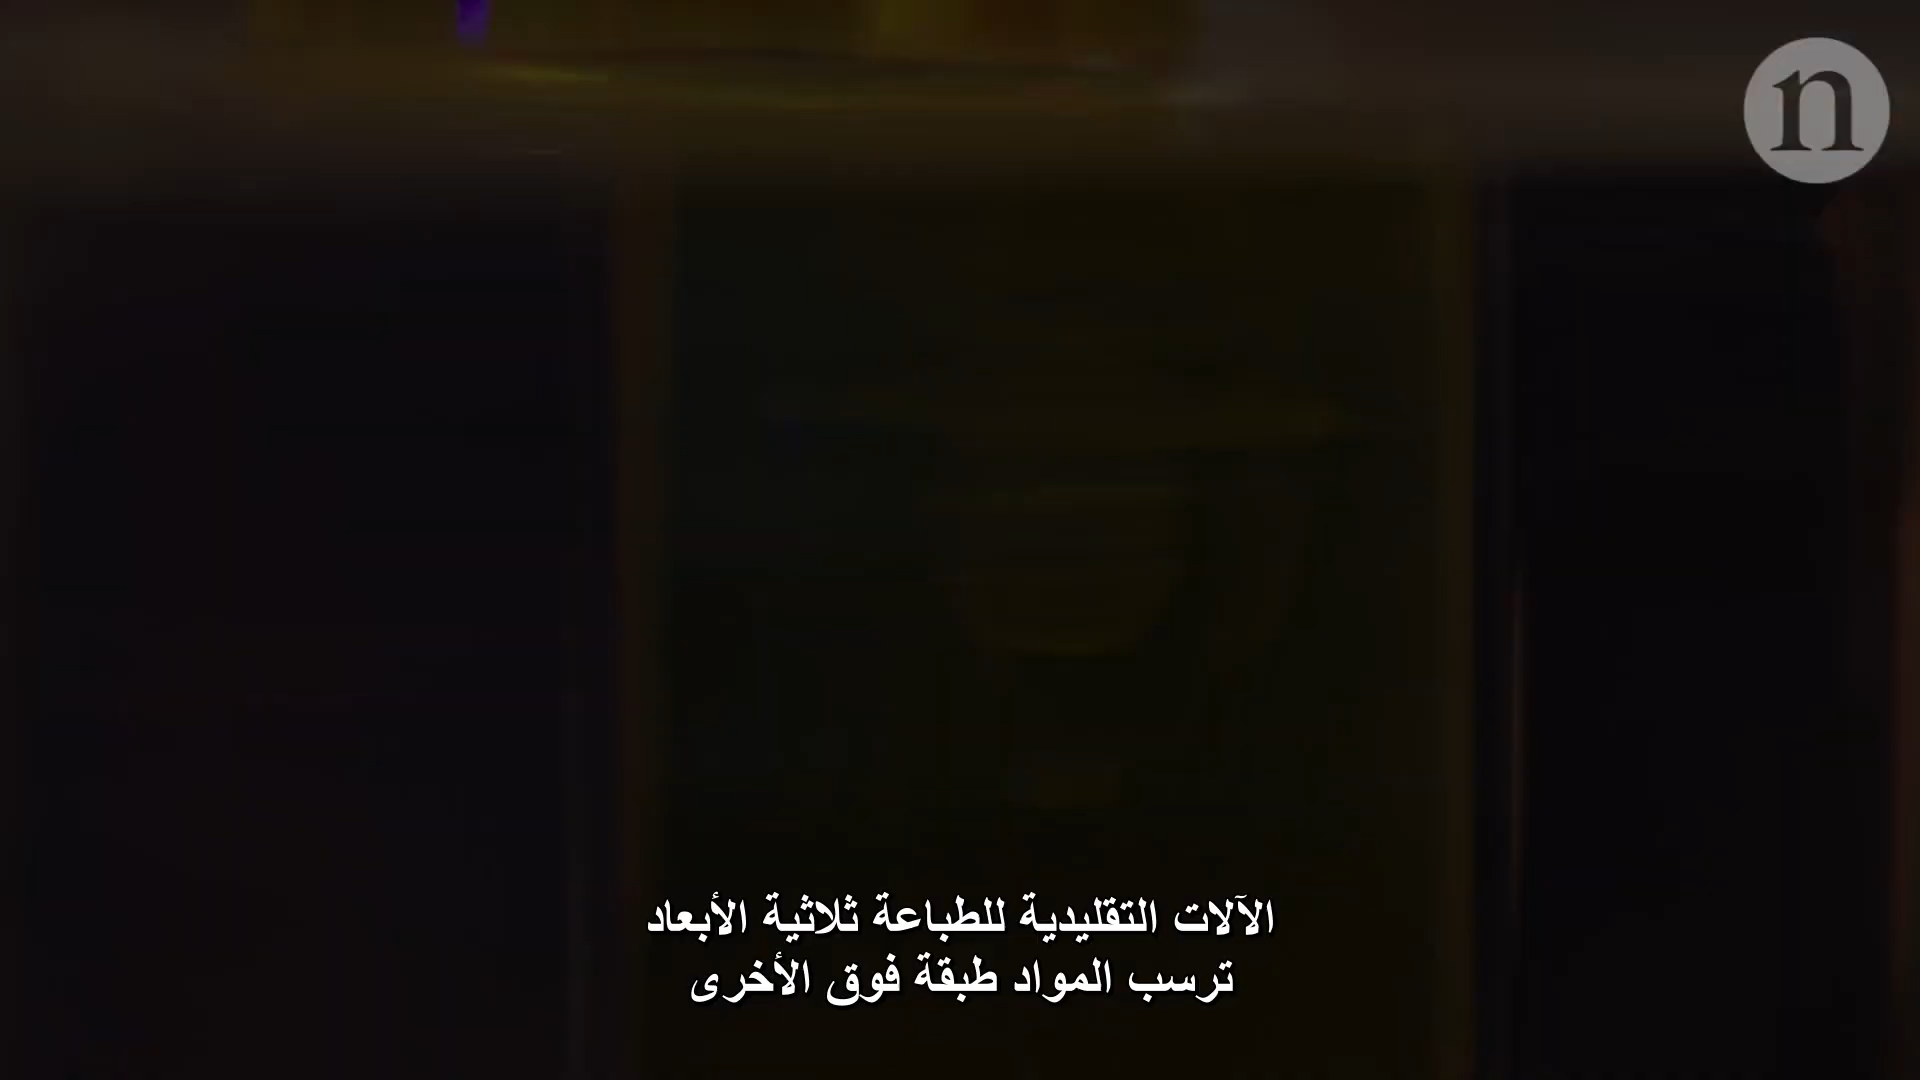 n
الآلات التقليدية للطباعة ثلاثية الأبعاد
ترسب المواد طبقة فوق الأخرى